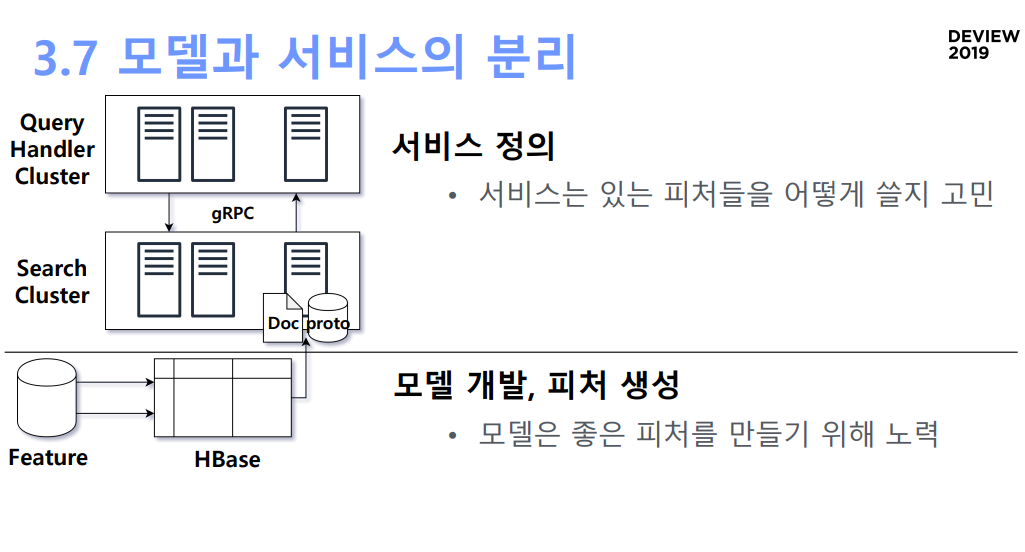 3.7 모델과 서비스의 분리
DEVIEW
2019
Query
Handler
Cluster
gRPC
Search
Cluster
Doc
proto
서비스 정의
• 서비스는 있는 피처들을 어떻게 쓸지 고민
Feature
HBase
모델 개발, 피처 생성
• 모델은 좋은 피처를 만들기 위해 노력